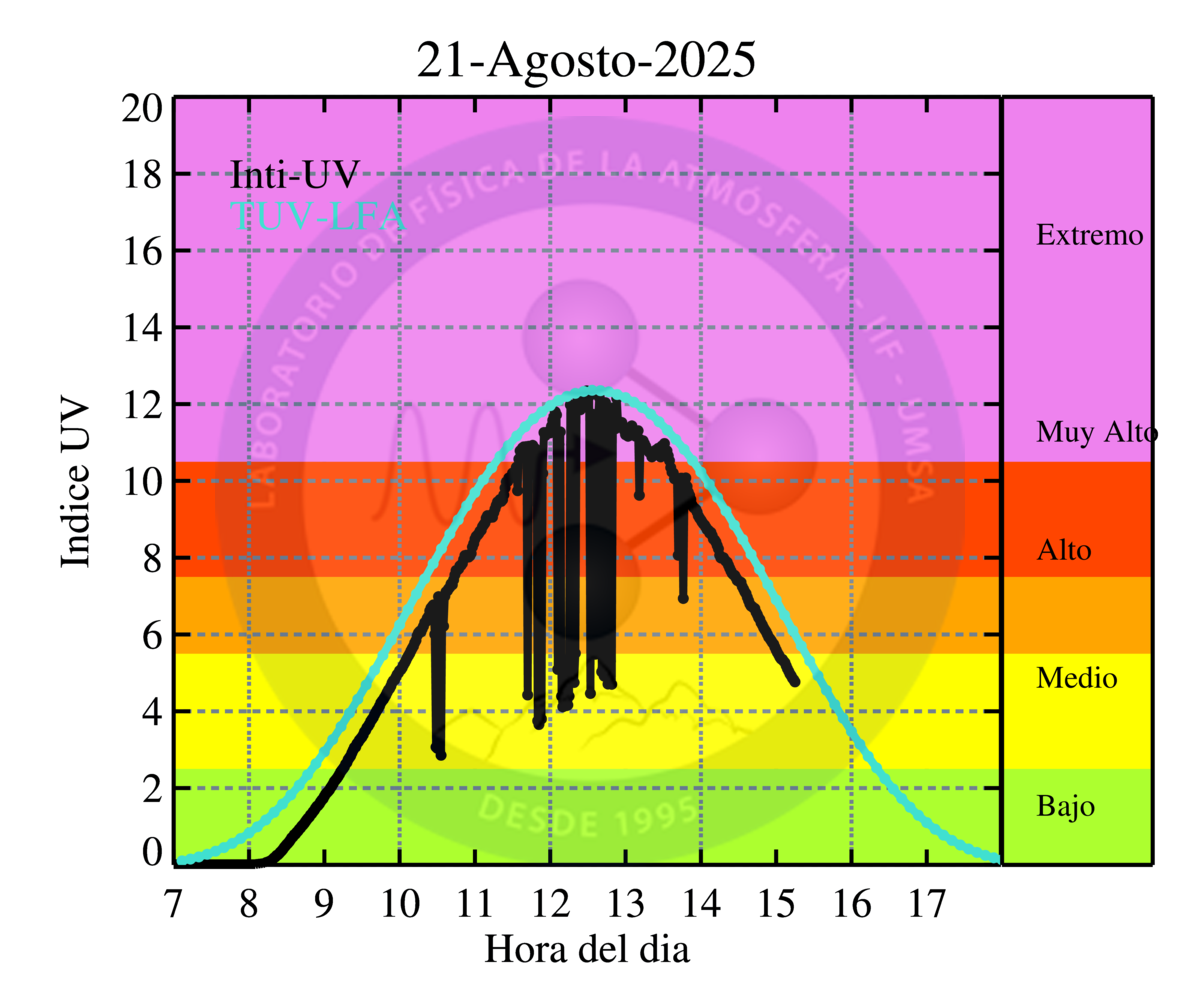 21-Agosto-2025
20
18
16
14
12
10
8
6
4
2
0
Indice UV
Inti-UV
TUV-LFA
LABORATORIO DE FÍSICA DE LA ATMÓSFERA - IIF - UMSA
DESDE 1995
Extremo
Muy Alto
Alto
Medio
Bajo
7 8 9 10 11 12 13 14 15 16 17
Hora del dia